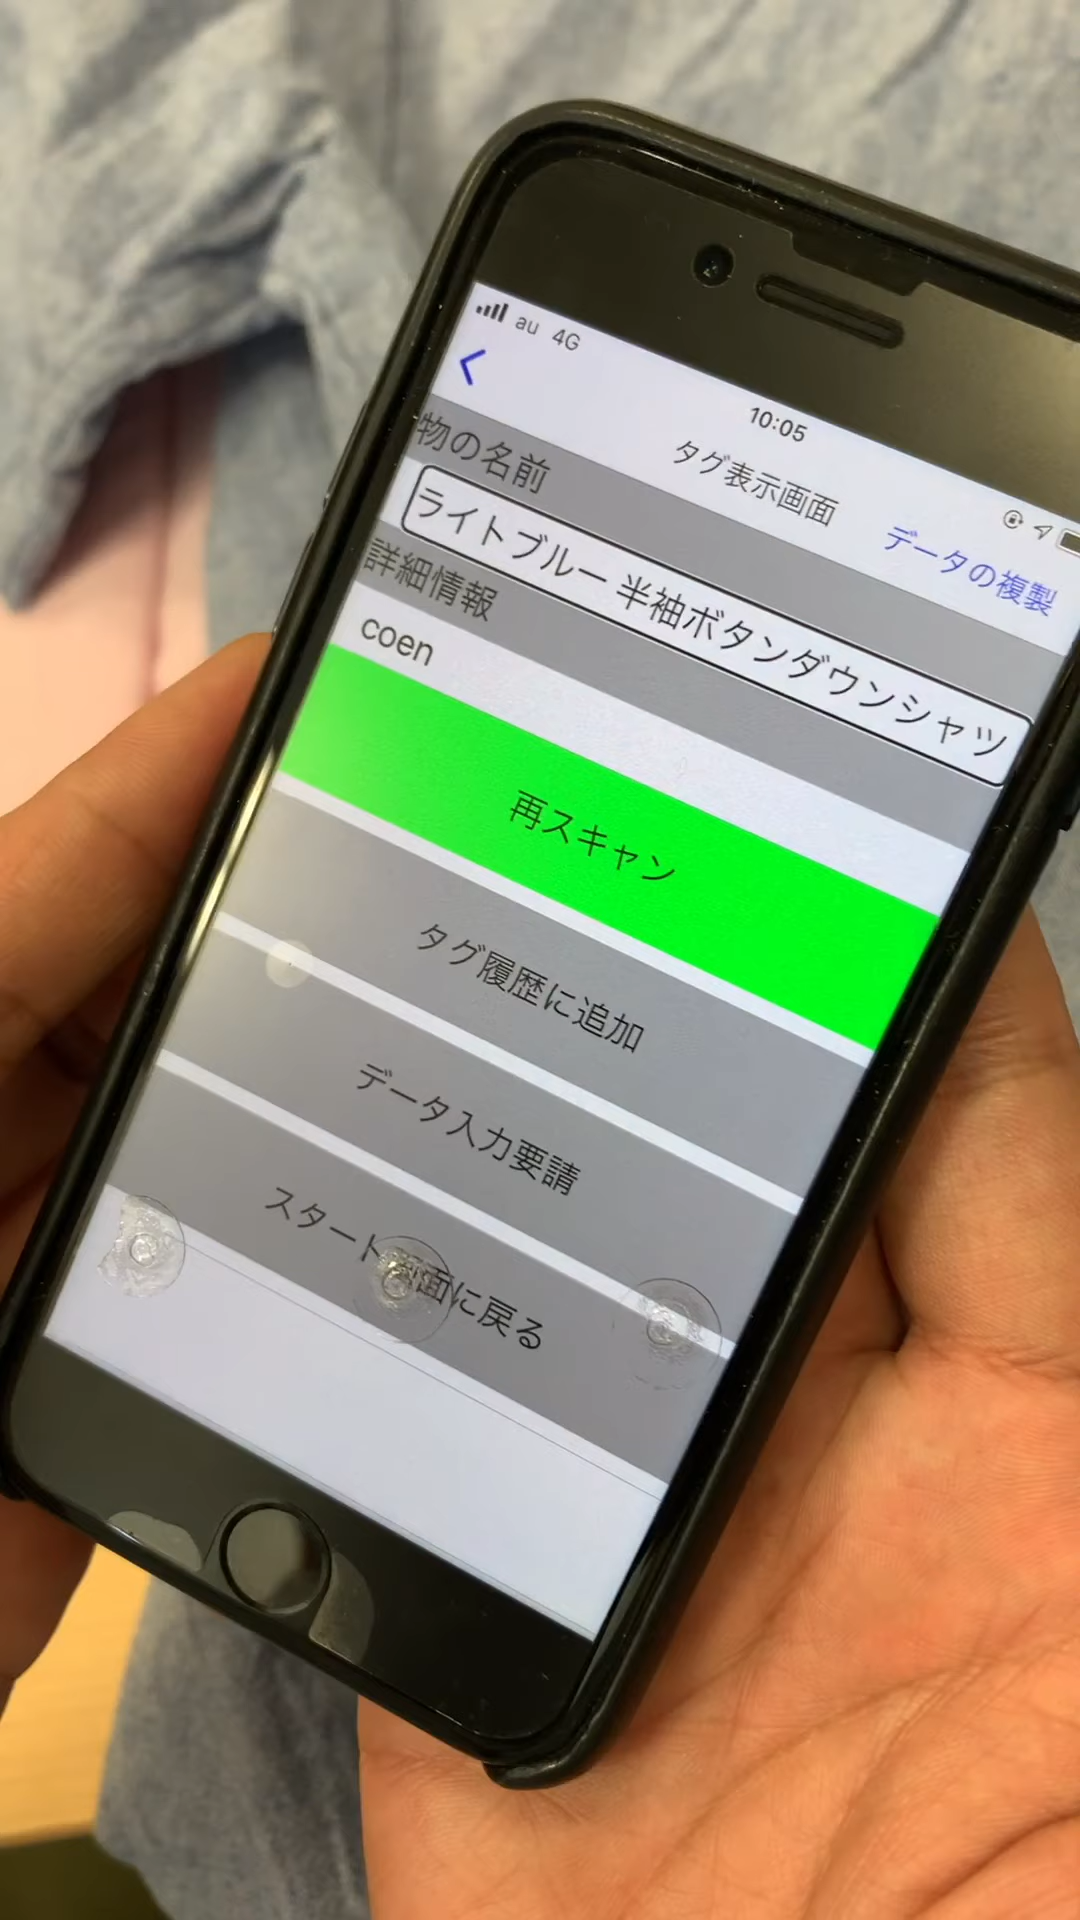 au 4G
10:05
タグ表示画面
データの複製
物の名前
ライトブルー 半袖ボタンダウンシャツ
詳細情報
coen
再スキャン
タグ履歴に追加
データ入力要請
スタート画面に戻る